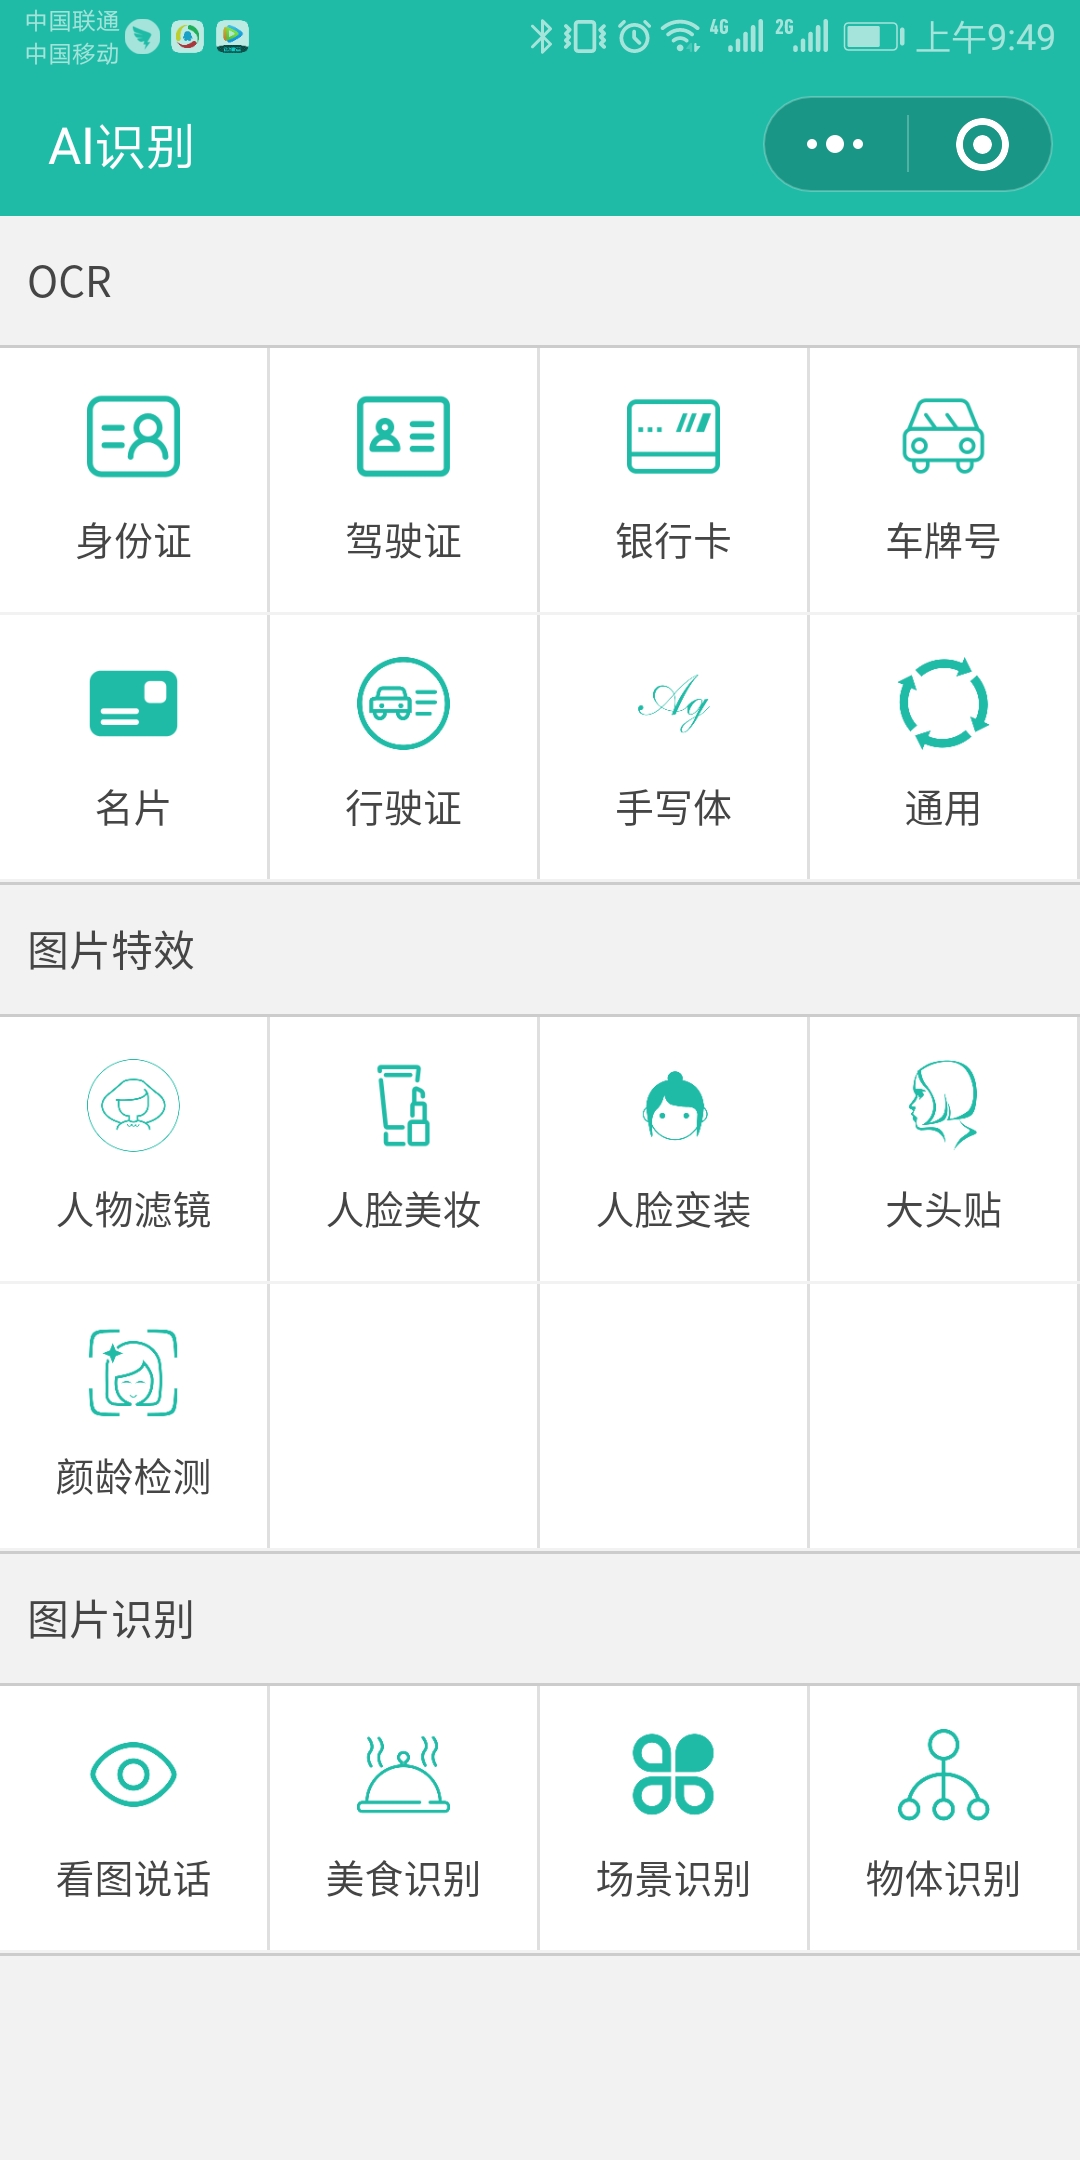 中国联通
中国移动
4G
2G
上午9:49
AI识别
OCR
身份证
驾驶证
银行卡
车牌号
名片
行驶证
Ag
手写体
通用
图片特效
人物滤镜
人脸美妆
人脸变装
大头贴
颜龄检测
图片识别
看图说话
美食识别
场景识别
物体识别